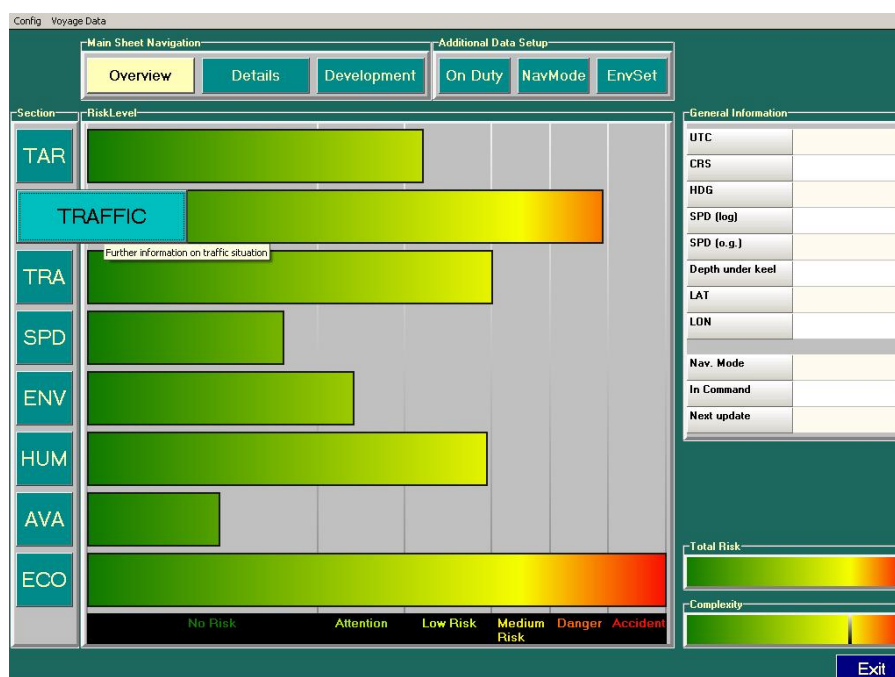 Config Voyage Data
Main Sheet Navigation
Additional Data Setup
Overview
Details
Development
On Duty
NavMode
EnvSet
Section
RiskLevel
General Information
TAR
TRAFFIC
Further information on traffic situation
TRA
SPD
ENV
HUM
AVA
ECO
No Risk
Attention
Low Risk
Medium
Risk
Danger
Accident
UTC
CRS
HDG
SPD (log)
SPD (o.g.)
Depth under keel
LAT
LON
Nav. Mode
In Command
Next update
Total Risk
Complexity
Exit